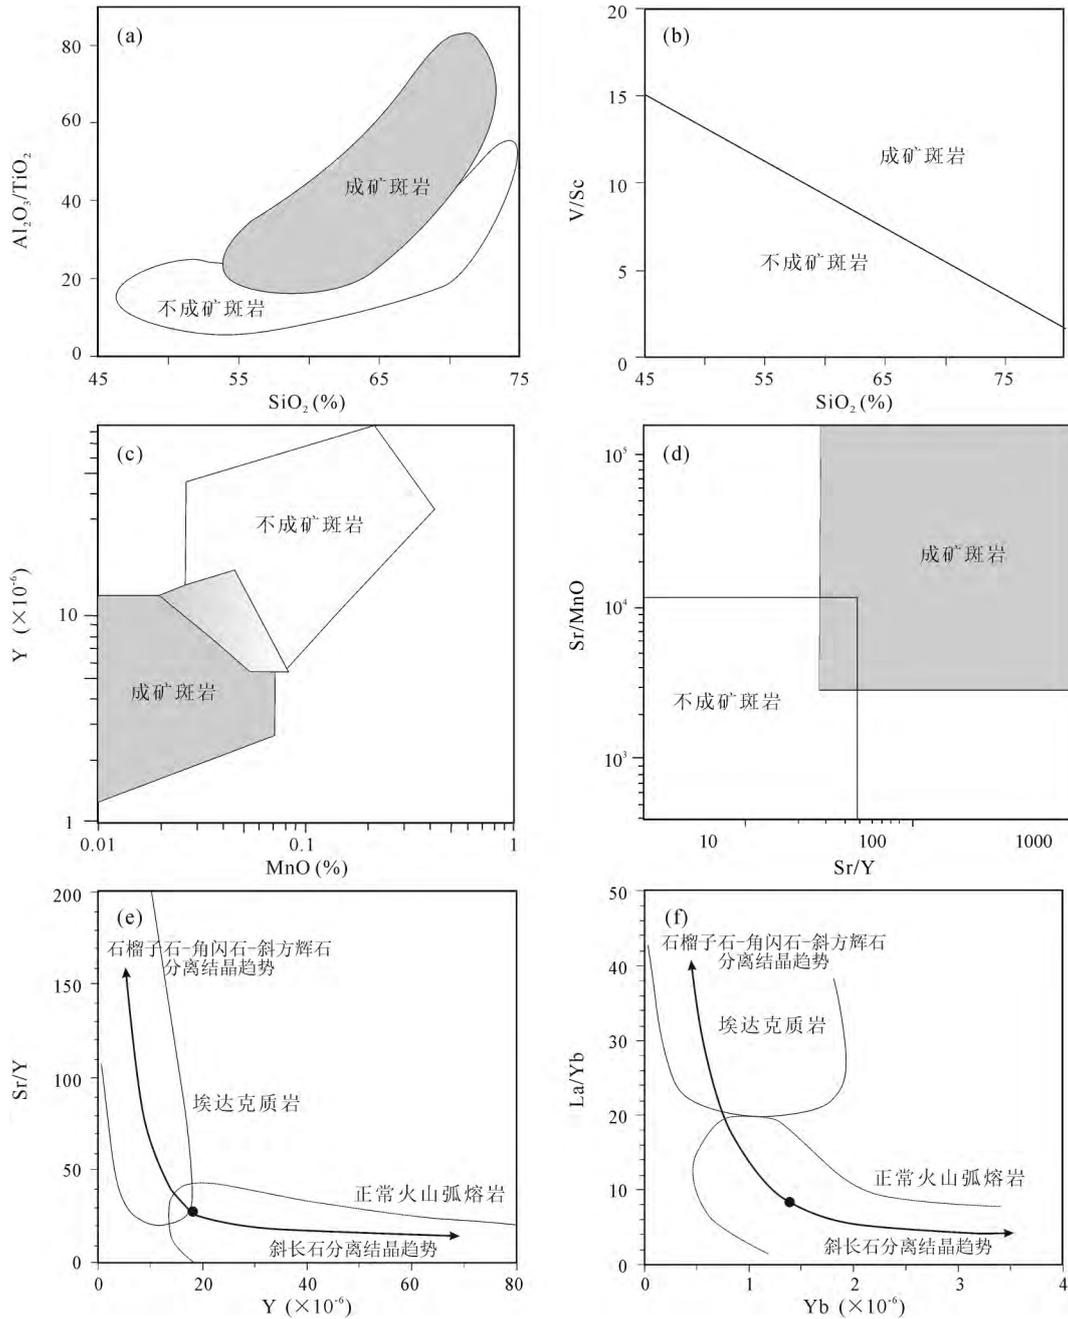 (a)
80
60
40
20
0
Al₂O₃/TiO₂
成矿斑岩
不成矿斑岩
45
55
65
75
SiO₂(%)
(b)
20
15
10
5
0
V/Sc
成矿斑岩
不成矿斑岩
45
55
65
75
SiO₂(%)
(c)
10
1
Y (×10⁻⁶)
不成矿斑岩
成矿斑岩
0.01
0.1
1
MnO(%)
(d)
10⁵
10⁴
10³
Sr/MnO
成矿斑岩
不成矿斑岩
10
100
1000
Sr/Y
(e)
200
150
100
50
0
Sr/Y
石榴子石-角闪石-斜方辉石
分离结晶趋势
埃达克质岩
正常火山弧熔岩
斜长石分离结晶趋势
0
20
40
60
80
Y (×10⁻⁶)
(f)
50
40
30
20
10
0
La/Yb
石榴子石-角闪石-斜方辉石
分离结晶趋势
埃达克质岩
正常火山弧熔岩
斜长石分离结晶趋势
0
1
2
3
4
Yb (×10⁻⁶)